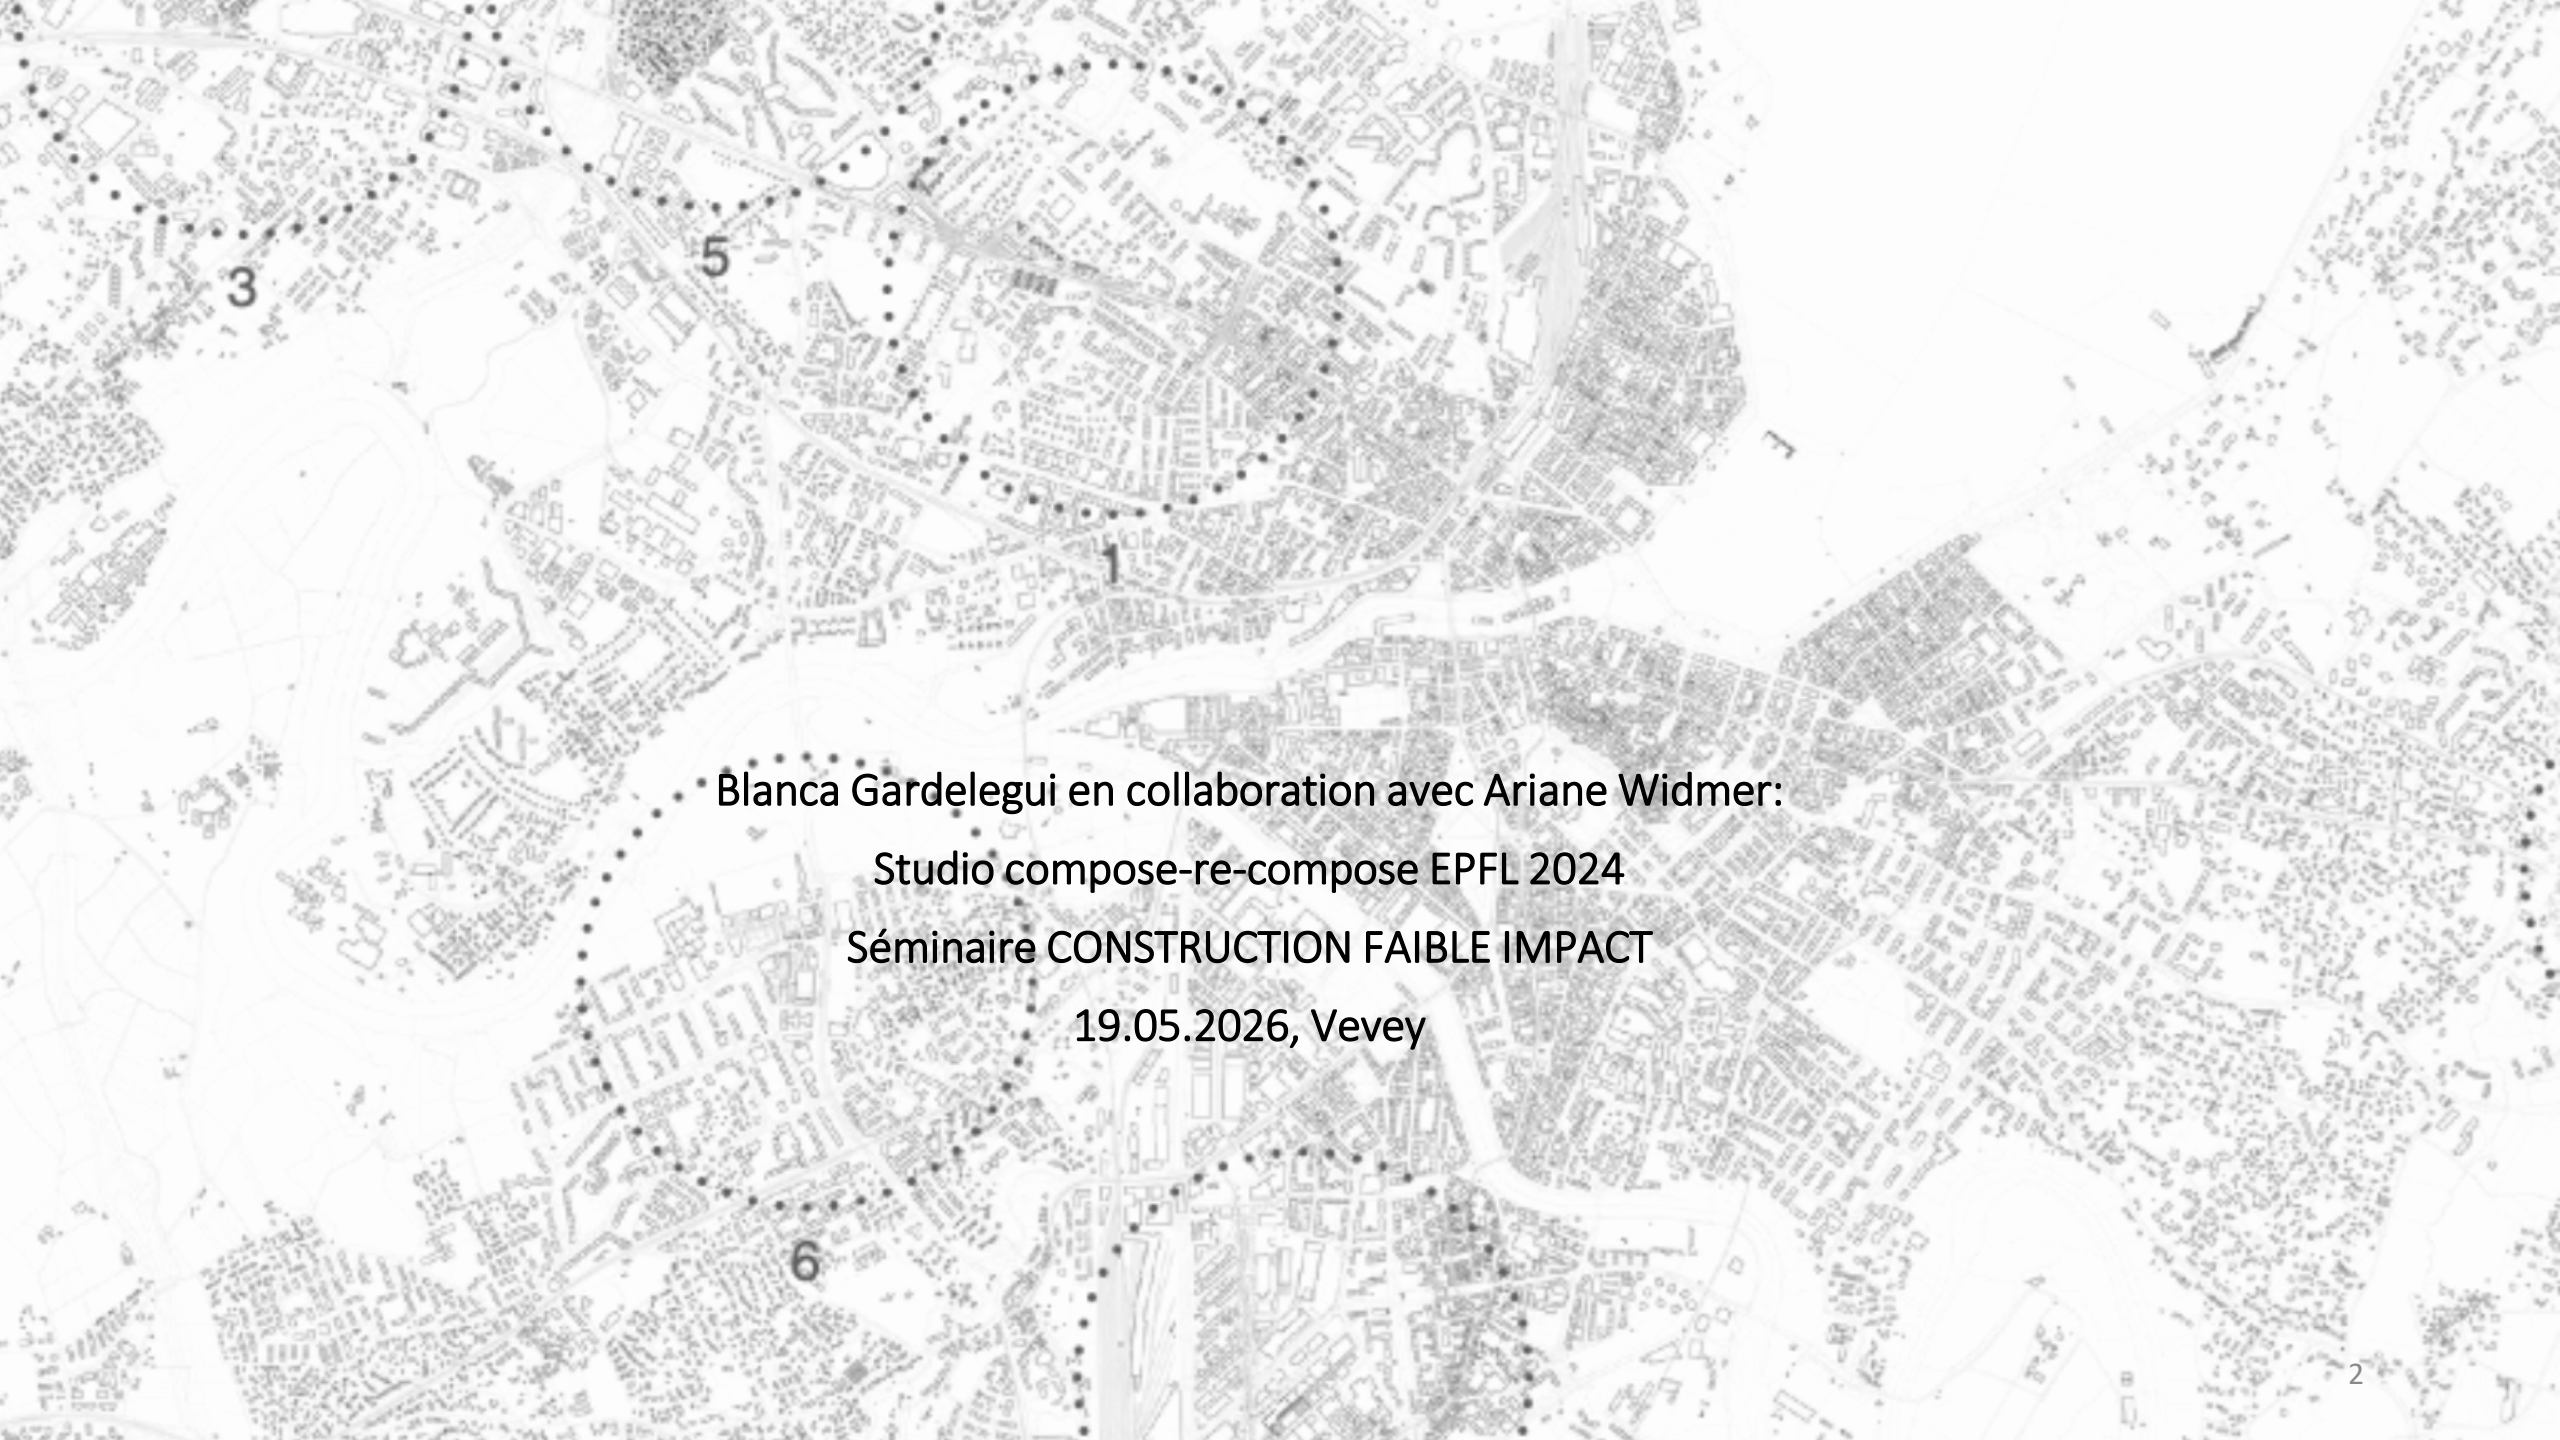 5
3
1
Blanca Gardelegui en collaboration avec Ariane Widmer:
Studio compose-re-compose EPFL 2024
Séminaire CONSTRUCTION FAIBLE IMPACT
19.05.2026, Vevey
6
2